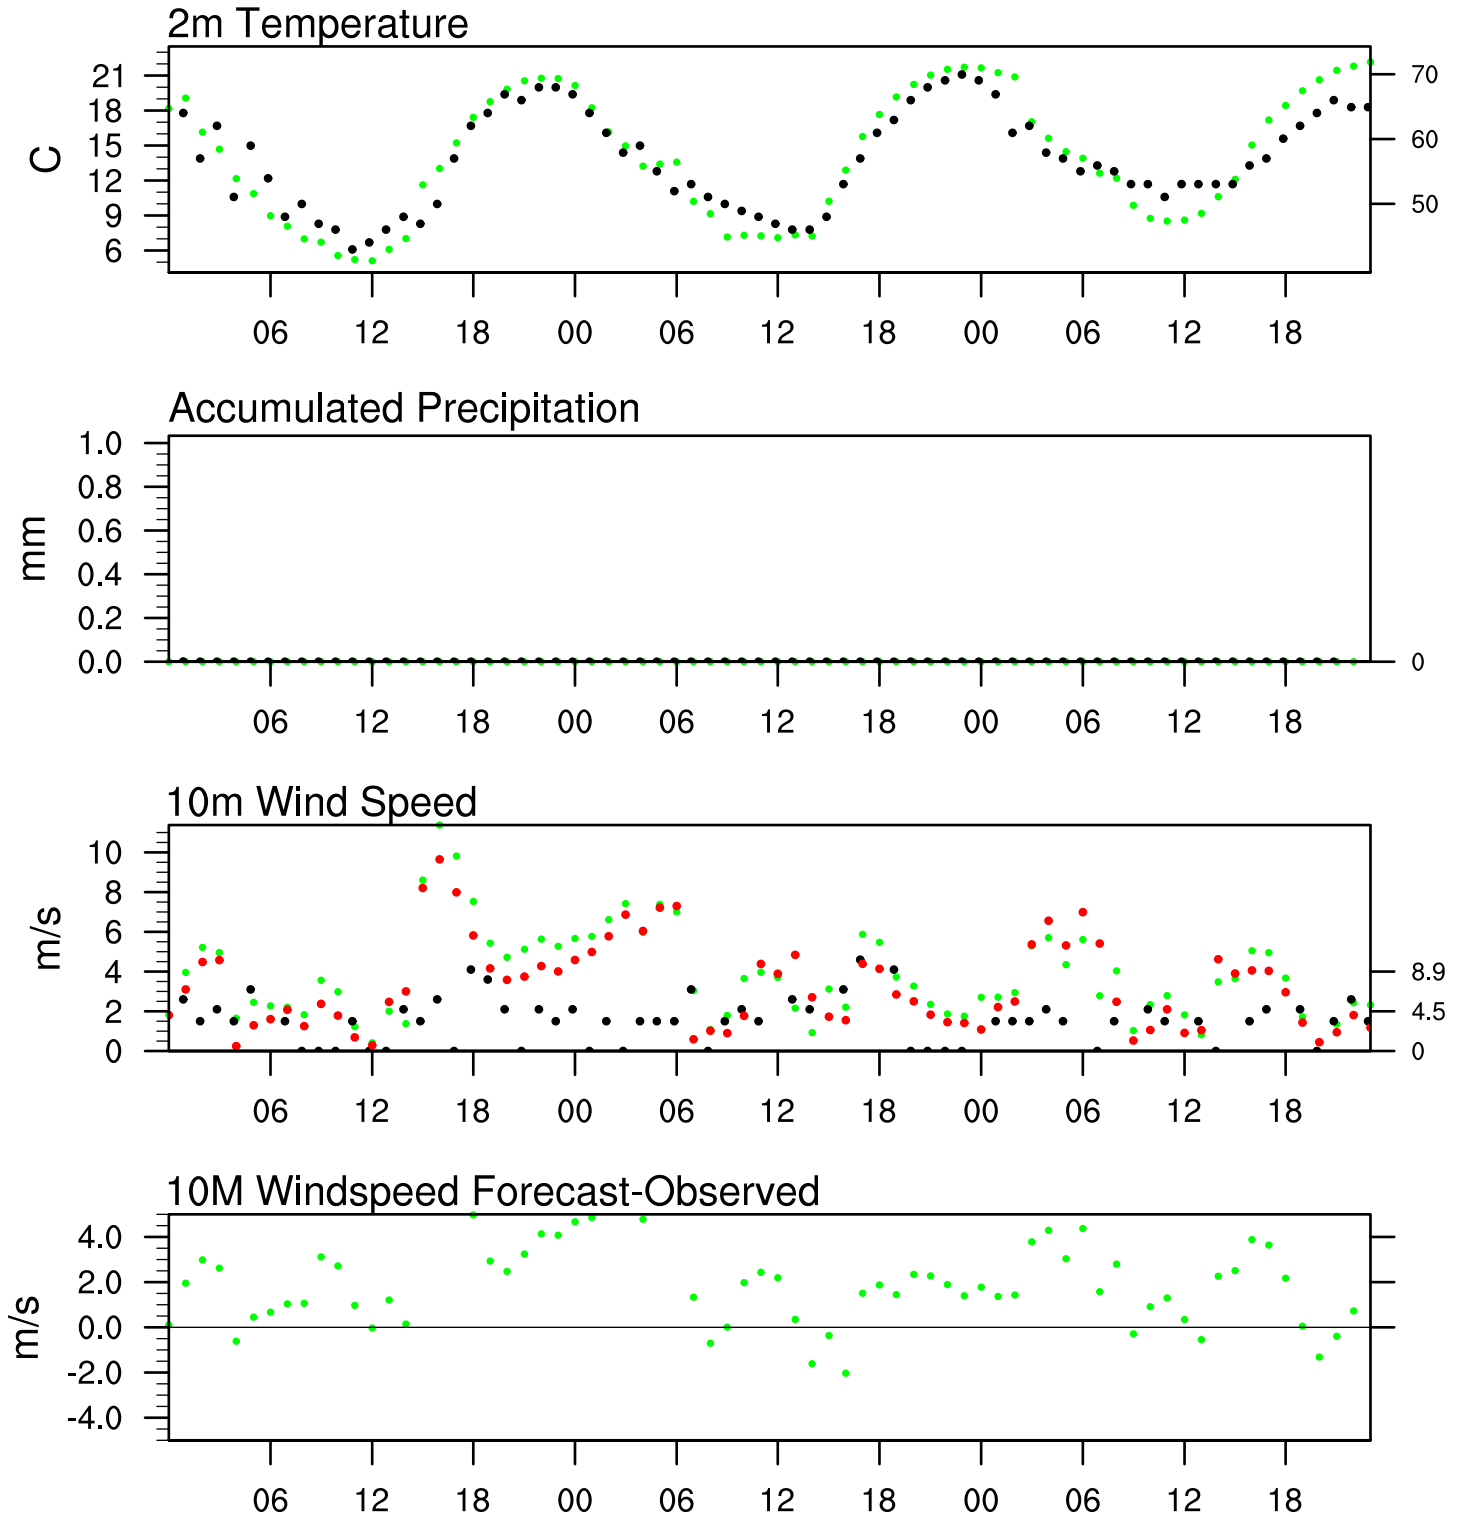 2m Temperature
21
18
15
12
9
6
C
70
60
50
06 12 18 00 06 12 18 00 06 12 18
Accumulated Precipitation
1.0
0.8
0.6
0.4
0.2
0.0
mm
0
06 12 18 00 06 12 18 00 06 12 18
10m Wind Speed
10
8
6
4
2
0
m/s
8.9
4.5
0
06 12 18 00 06 12 18 00 06 12 18
10M Windspeed Forecast-Observed
4.0
2.0
0.0
-2.0
-4.0
m/s
06 12 18 00 06 12 18 00 06 12 18